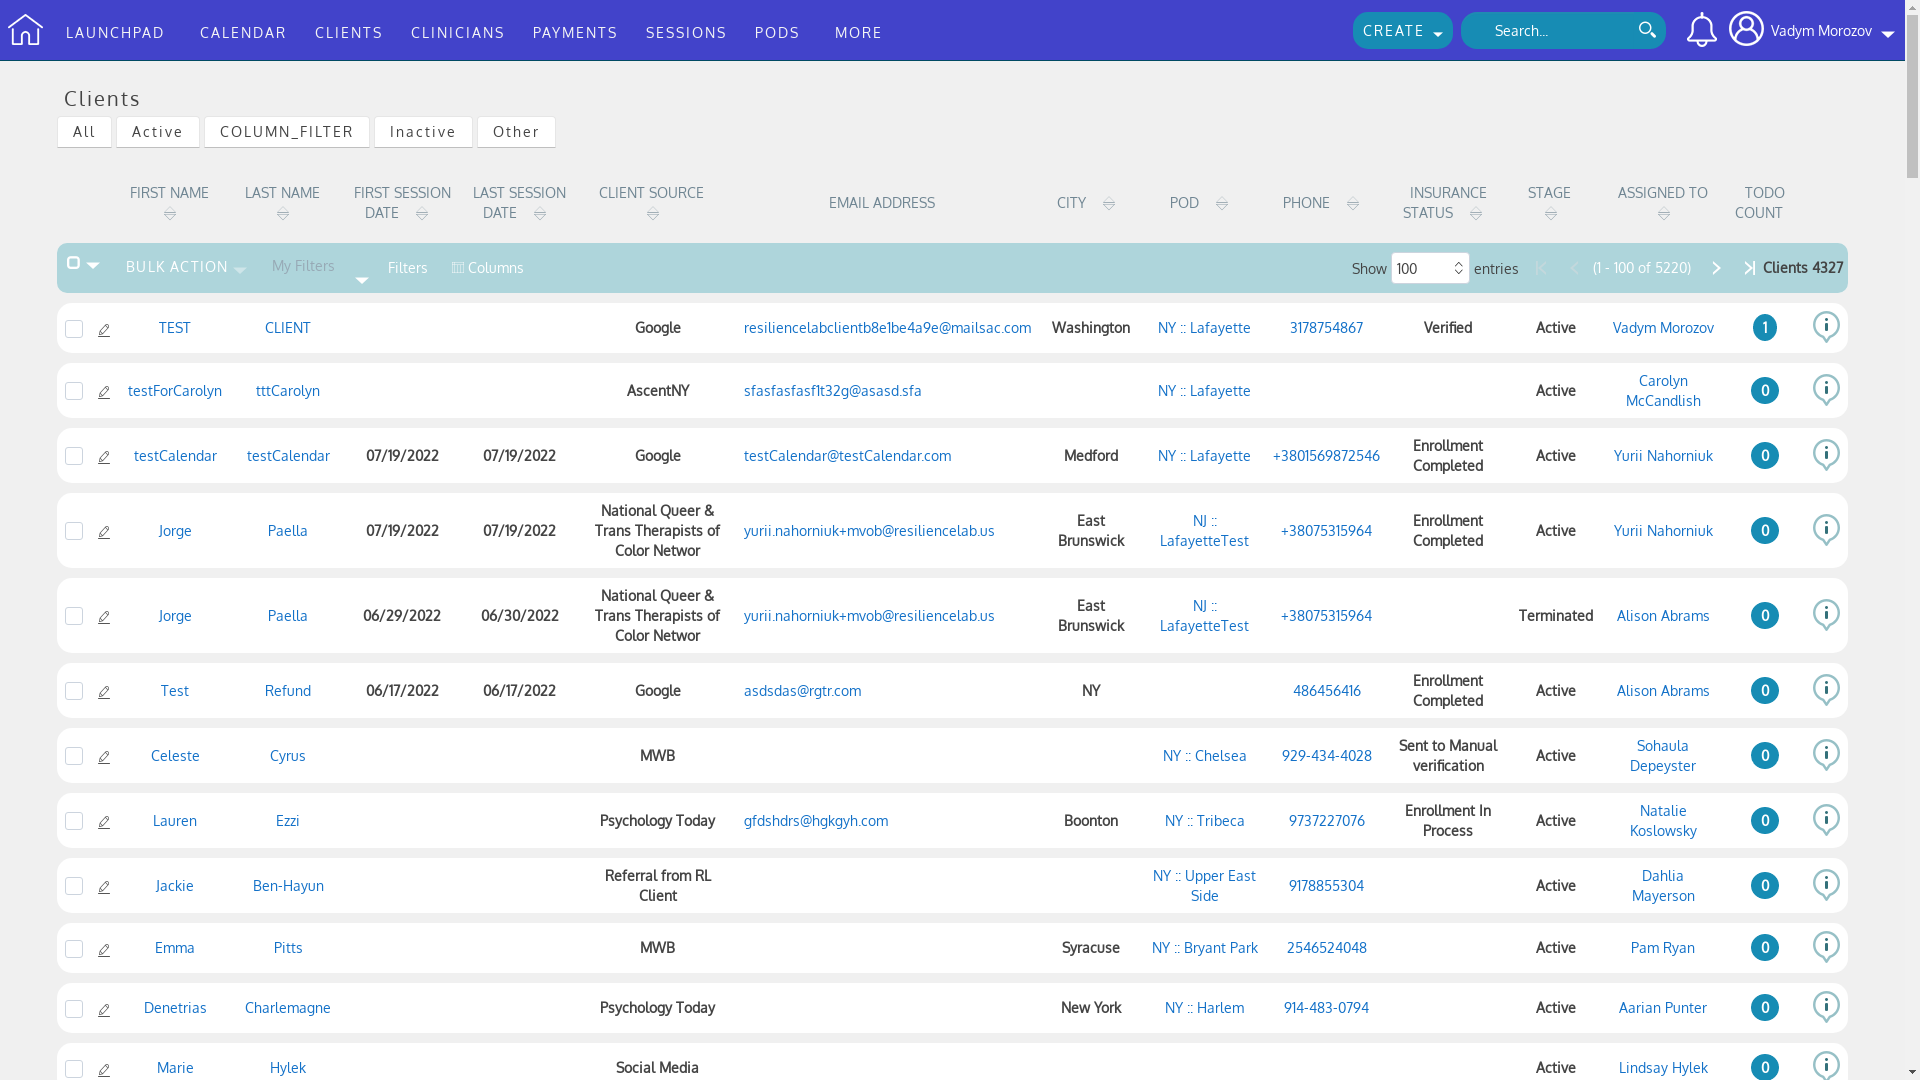 LAUNCHPAD CALENDAR CLIENTS CLINICIANS PAYMENTS SESSIONS PODS MORE CREATE Search... Vadym Morozov
Clients
All Active COLUMN_FILTER Inactive Other
FIRST NAME LAST NAME FIRST SESSION DATE LAST SESSION DATE CLIENT SOURCE EMAIL ADDRESS CITY POD PHONE INSURANCE STATUS STAGE ASSIGNED TO TODO COUNT
BULK ACTION My Filters Filters Columns Show 100 entries (1 - 100 of 5220) Clients 4327
TEST CLIENT Google resiliencelabclientb8e1be4a9e@mailsac.com Washington NY :: Lafayette 3178754867 Verified Active Vadym Morozov 1
testForCarolyn tttCarolyn AscentNY sfasfasfasf1t32g@asasd.sfa NY :: Lafayette Active Carolyn McCandlish 0
testCalendar testCalendar 07/19/2022 07/19/2022 Google testCalendar@testCalendar.com Medford NY :: Lafayette +3801569872546 Enrollment Completed Active Yurii Nahorniuk 0
Jorge Paella 07/19/2022 07/19/2022 National Queer & Trans Therapists of Color Networ yurii.nahorniuk+mvob@resiliencelab.us East Brunswick NJ :: LafayetteTest +38075315964 Enrollment Completed Active Yurii Nahorniuk 0
Jorge Paella 06/29/2022 06/30/2022 National Queer & Trans Therapists of Color Networ yurii.nahorniuk+mvob@resiliencelab.us East Brunswick NJ :: LafayetteTest +38075315964 Terminated Alison Abrams 0
Test Refund 06/17/2022 06/17/2022 Google asdsdas@rgtr.com NY 486456416 Enrollment Completed Active Alison Abrams 0
Celeste Cyrus MWB NY :: Chelsea 929-434-4028 Sent to Manual verification Active Sohaula Depeyster 0
Lauren Ezzi Psychology Today gfdshdrs@hgkgyh.com Boonton NY :: Tribeca 9737227076 Enrollment In Process Active Natalie Koslowsky 0
Jackie Ben-Hayun Referral from RL Client NY :: Upper East Side 9178855304 Active Dahlia Mayerson 0
Emma Pitts MWB Syracuse NY :: Bryant Park 2546524048 Active Pam Ryan 0
Denetrias Charlemagne Psychology Today New York NY :: Harlem 914-483-0794 Active Aarian Punter 0
Marie Hylek Social Media Active Lindsay Hylek 0